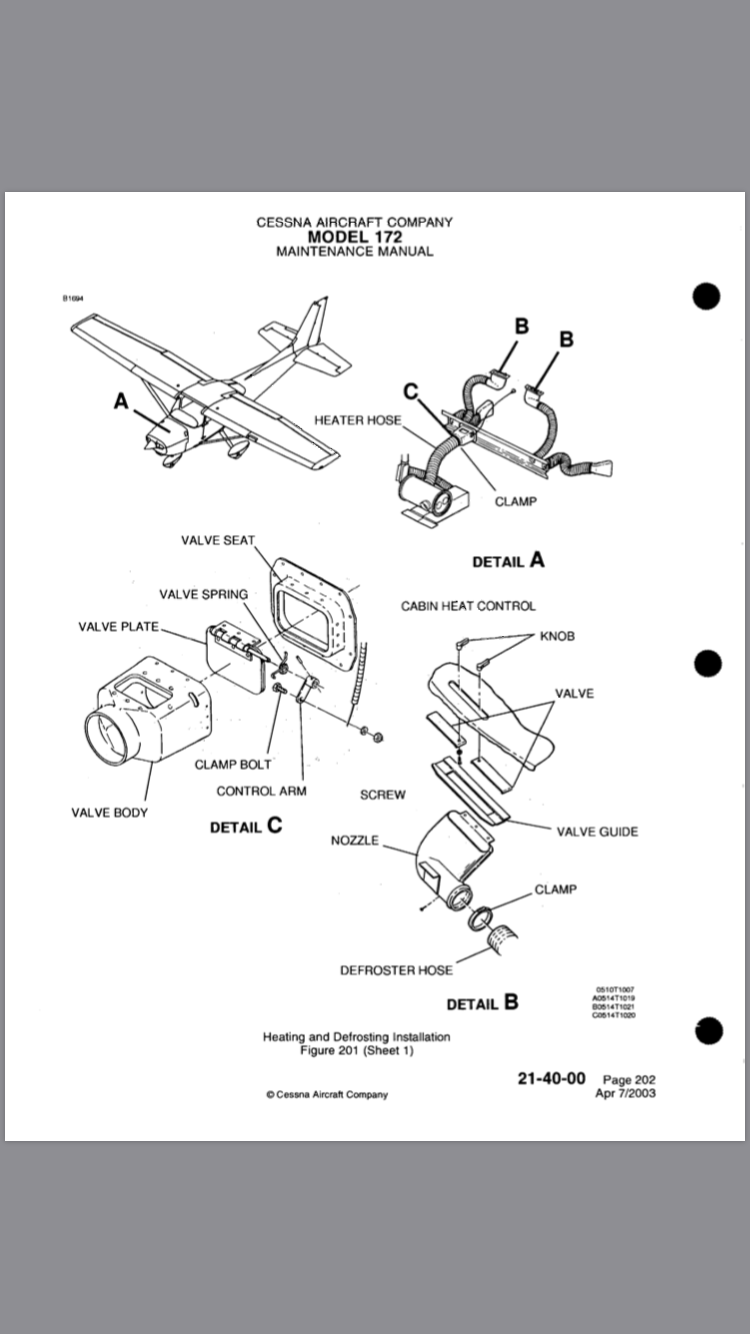 CESSNA AIRCRAFT COMPANY
MODEL 172
MAINTENANCE MANUAL
B1694
A
B
B
C
HEATER HOSE
CLAMP
DETAIL A
VALVE SEAT
VALVE SPRING
VALVE PLATE
CLAMP BOLT
CONTROL ARM
VALVE BODY
DETAIL C
CABIN HEAT CONTROL
KNOB
VALVE
SCREW
VALVE GUIDE
NOZZLE
CLAMP
DEFROSTER HOSE
DETAIL B
0510T1007
A0514T1019
B0514T1021
C0514T1020
Heating and Defrosting Installation
Figure 201 (Sheet 1)
21-40-00 Page 202
© Cessna Aircraft Company Apr 7/2003